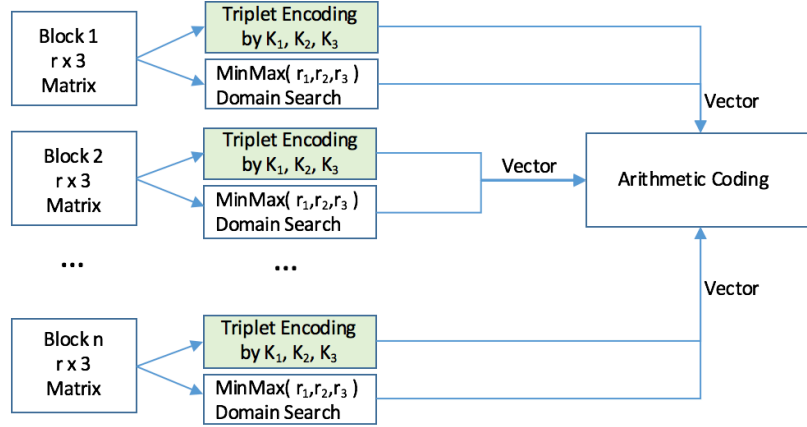 Block 1
r x 3
Matrix
Triplet Encoding
by K₁, K₂, K₃
MinMax( r₁,r₂,r₃ )
Domain Search
Vector
Block 2
r x 3
Matrix
Triplet Encoding
by K₁, K₂, K₃
MinMax( r₁,r₂,r₃ )
Domain Search
Vector
Arithmetic Coding
...
...
Vector
Block n
r x 3
Matrix
Triplet Encoding
by K₁, K₂, K₃
MinMax( r₁,r₂,r₃ )
Domain Search